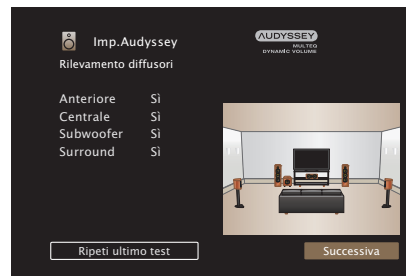 Imp.Audyssey
AUDYSSEY
MULTEQ
DYNAMIC VOLUME
Rilevamento diffusori
Anteriore Sì
Centrale Sì
Subwoofer Sì
Surround Sì
Ripeti ultimo test
Successiva